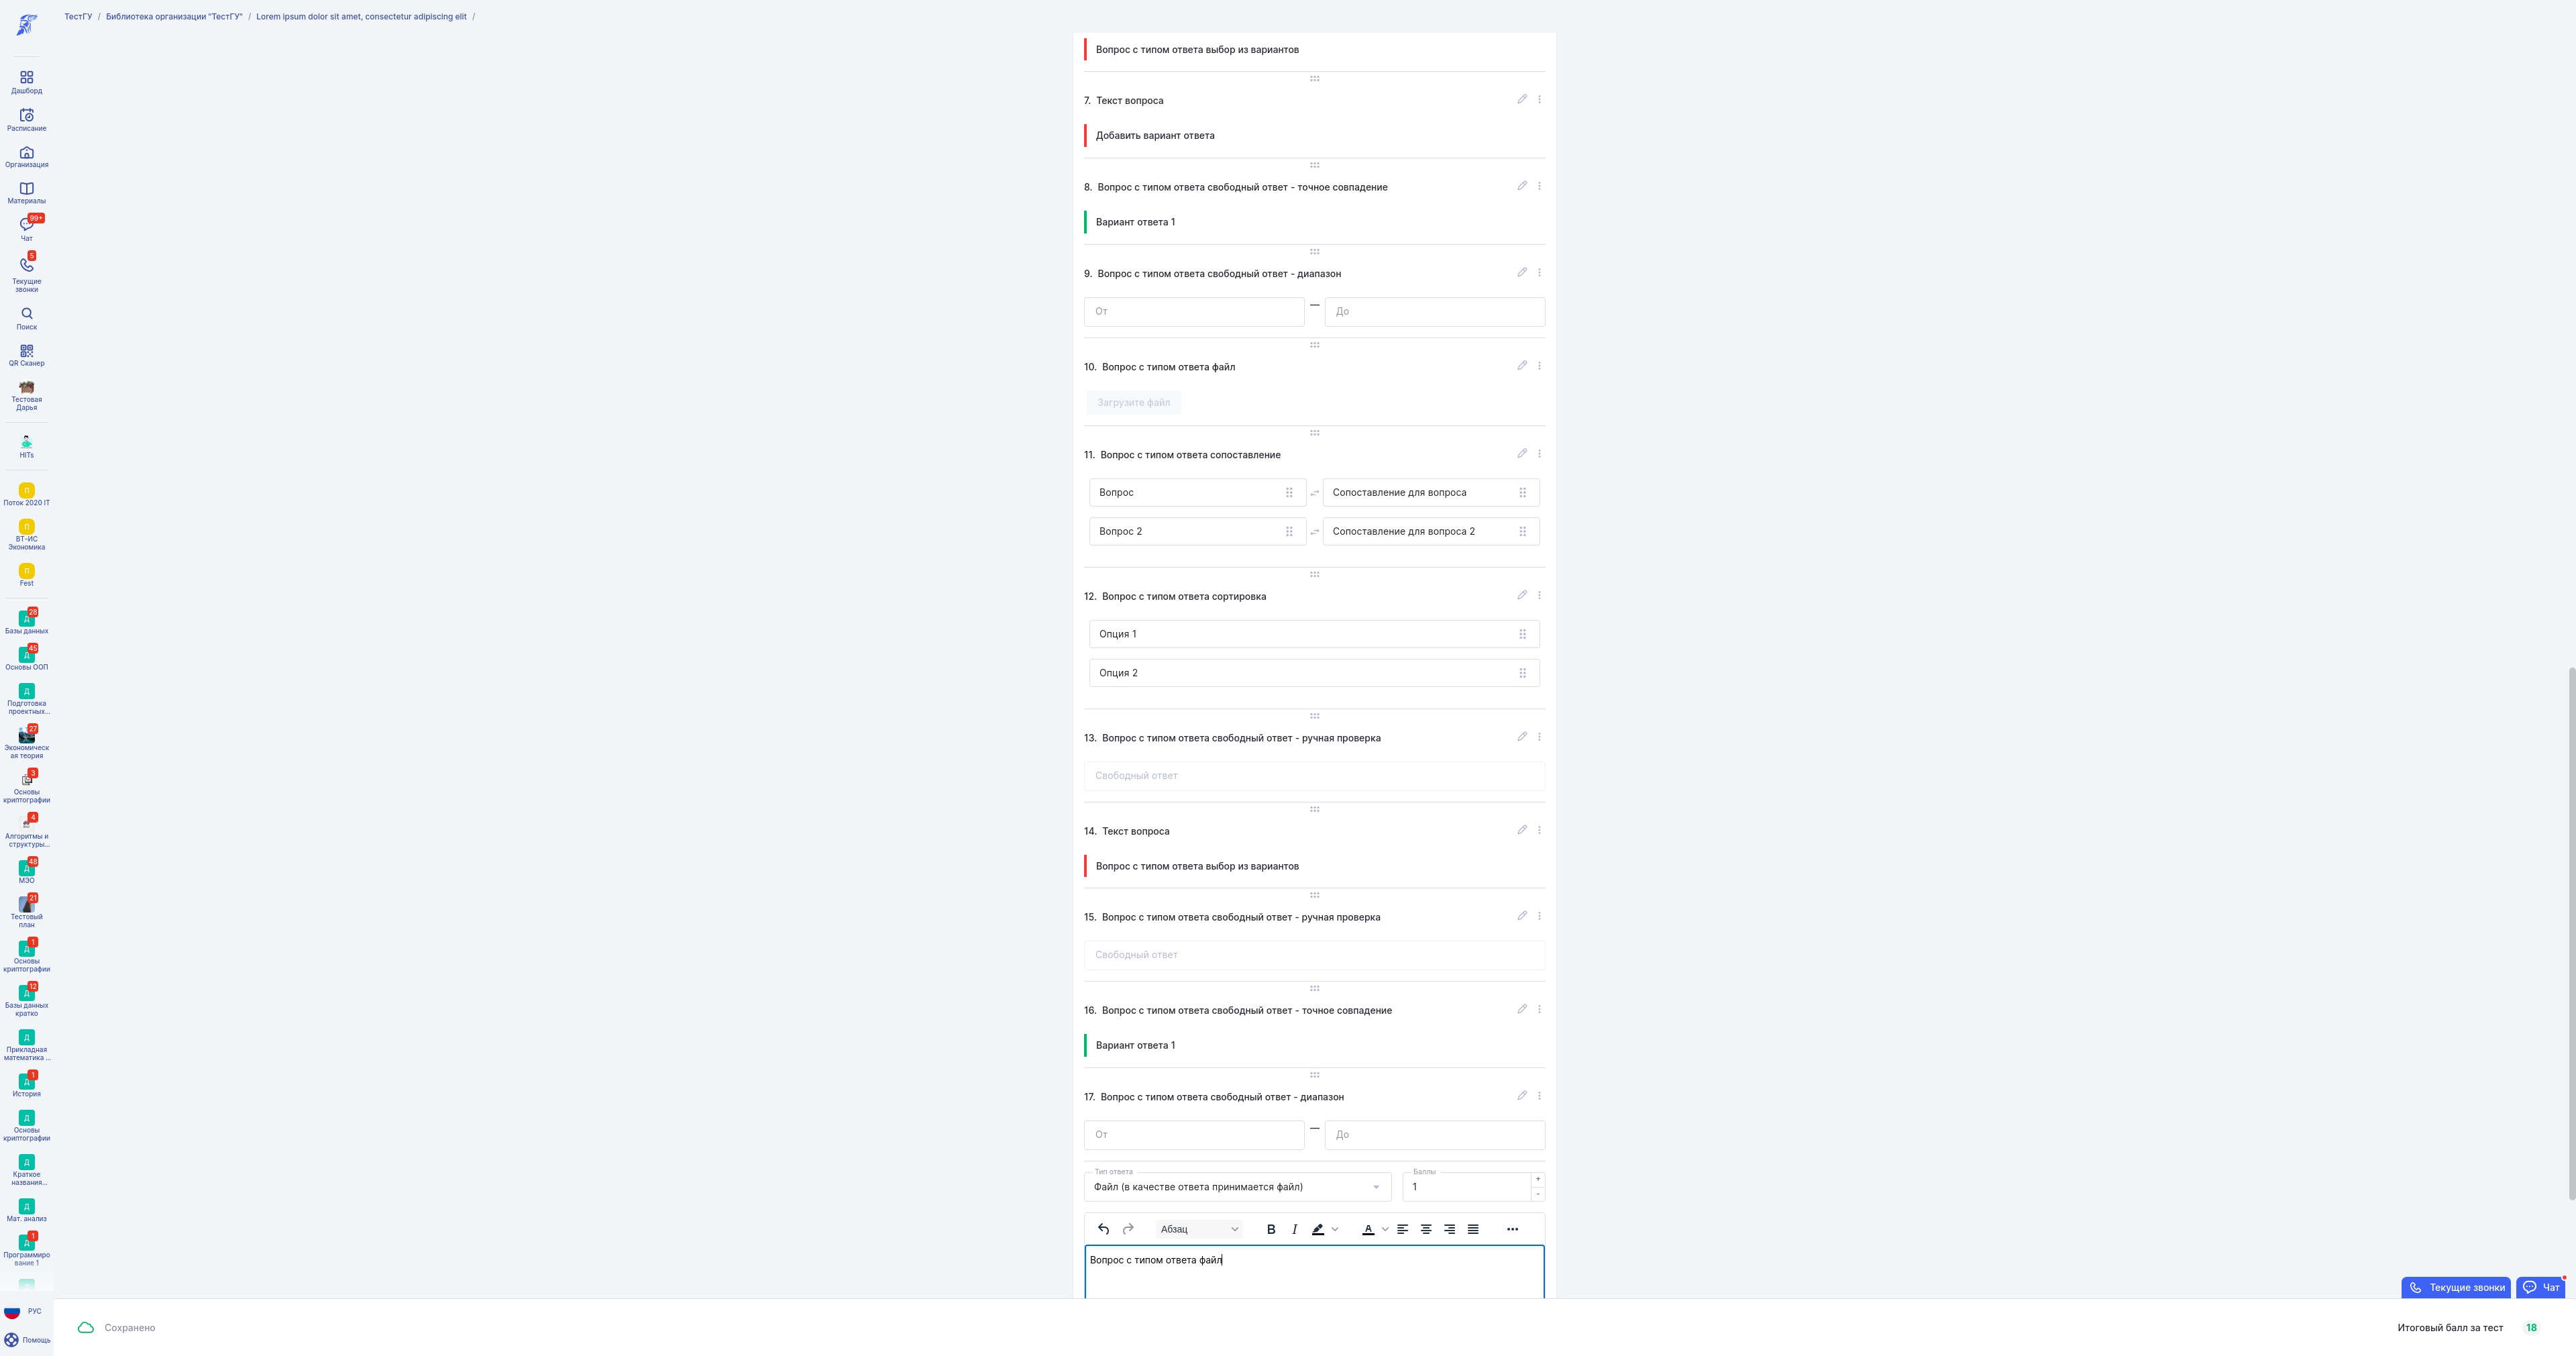 ТестГУ / Библиотека организации "ТестГУ" / Lorem ipsum dolor sit amet, consectetur adipiscing elit /
Дашборд
Расписание
Организация
Материалы
99+
Чат
5
Текущие
звонки
Поиск
QR Сканер
Тестовая
Дарья
HITs
П
Поток 2020 IT
П
ВТ-ИС
Экономика
П
Fest
28
Д
Базы данных
45
Д
Основы ООП
Д
Подготовка
проектных...
27
Экономическ
ая теория
3
Основы
криптографии
4
Алгоритмы и
структуры...
48
Д
МЭО
21
Тестовый
план
1
Д
Основы
криптографии
12
Д
Базы данных
кратко
Д
Прикладная
математика ...
1
Д
История
Д
Основы
криптографии
Д
Краткое
названия...
Д
Мат. анализ
1
Д
Программиро
вание 1
РУС
Помощь
Вопрос с типом ответа выбор из вариантов
7. Текст вопроса
Добавить вариант ответа
8. Вопрос с типом ответа свободный ответ - точное совпадение
Вариант ответа 1
9. Вопрос с типом ответа свободный ответ - диапазон
От — До
10. Вопрос с типом ответа файл
Загрузите файл
11. Вопрос с типом ответа сопоставление
Вопрос Сопоставление для вопроса
Вопрос 2 Сопоставление для вопроса 2
12. Вопрос с типом ответа сортировка
Опция 1
Опция 2
13. Вопрос с типом ответа свободный ответ - ручная проверка
Свободный ответ
14. Текст вопроса
Вопрос с типом ответа выбор из вариантов
15. Вопрос с типом ответа свободный ответ - ручная проверка
Свободный ответ
16. Вопрос с типом ответа свободный ответ - точное совпадение
Вариант ответа 1
17. Вопрос с типом ответа свободный ответ - диапазон
От — До
Тип ответа Баллы
Файл (в качестве ответа принимается файл) 1 + -
Абзац B I A
Вопрос с типом ответа файл
Текущие звонки Чат
Сохранено Итоговый балл за тест 18